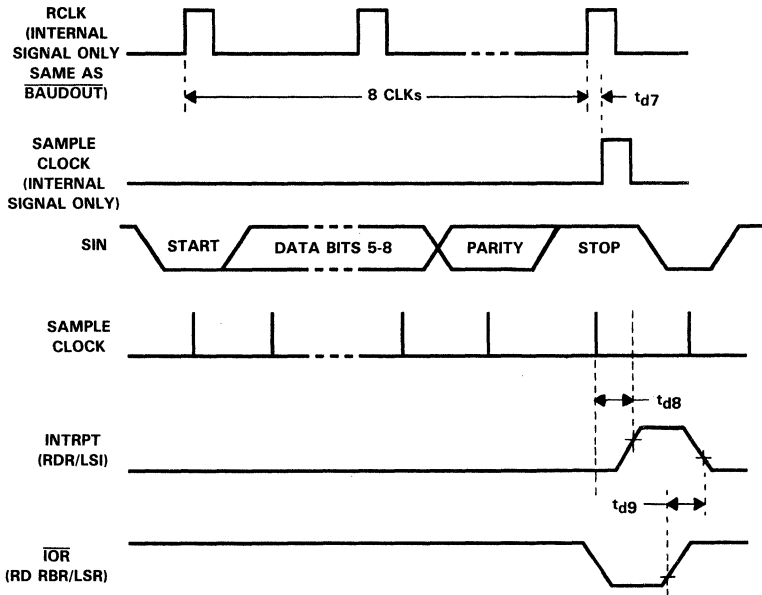 RCLK
(INTERNAL
SIGNAL ONLY
SAME AS
BAUDOUT)
8 CLKs
td7
SAMPLE
CLOCK
(INTERNAL
SIGNAL ONLY)
SIN
START
DATA BITS 5-8
PARITY
STOP
SAMPLE
CLOCK
td8
INTRPT
(RDR/LSI)
td9
IOR
(RD RBR/LSR)